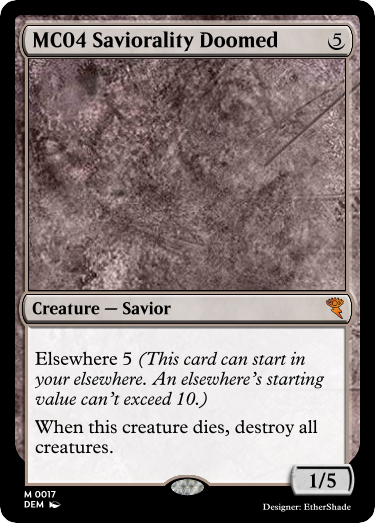 MC04 Saviorality Doomed 5
Creature — Savior
Elsewhere 5 (This card can start in
your elsewhere. An elsewhere's starting
value can't exceed 10.)
When this creature dies, destroy all
creatures.
1/5
M 0017
DEM
Designer: EtherShade